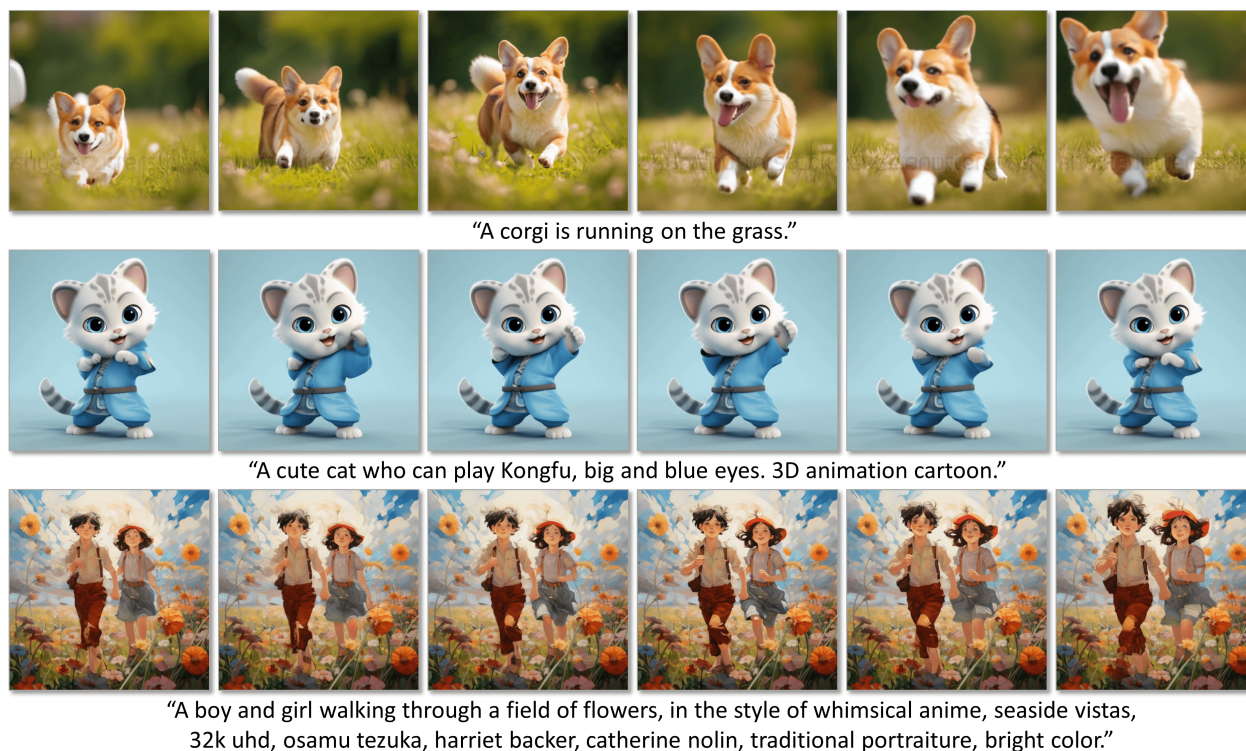 “A corgi is running on the grass.”
“A cute cat who can play Kongfu, big and blue eyes. 3D animation cartoon.”
“A boy and girl walking through a field of flowers, in the style of whimsical anime, seaside vistas,
32k uhd, osamu tezuka, harriet backer, catherine nolin, traditional portraiture, bright color.”